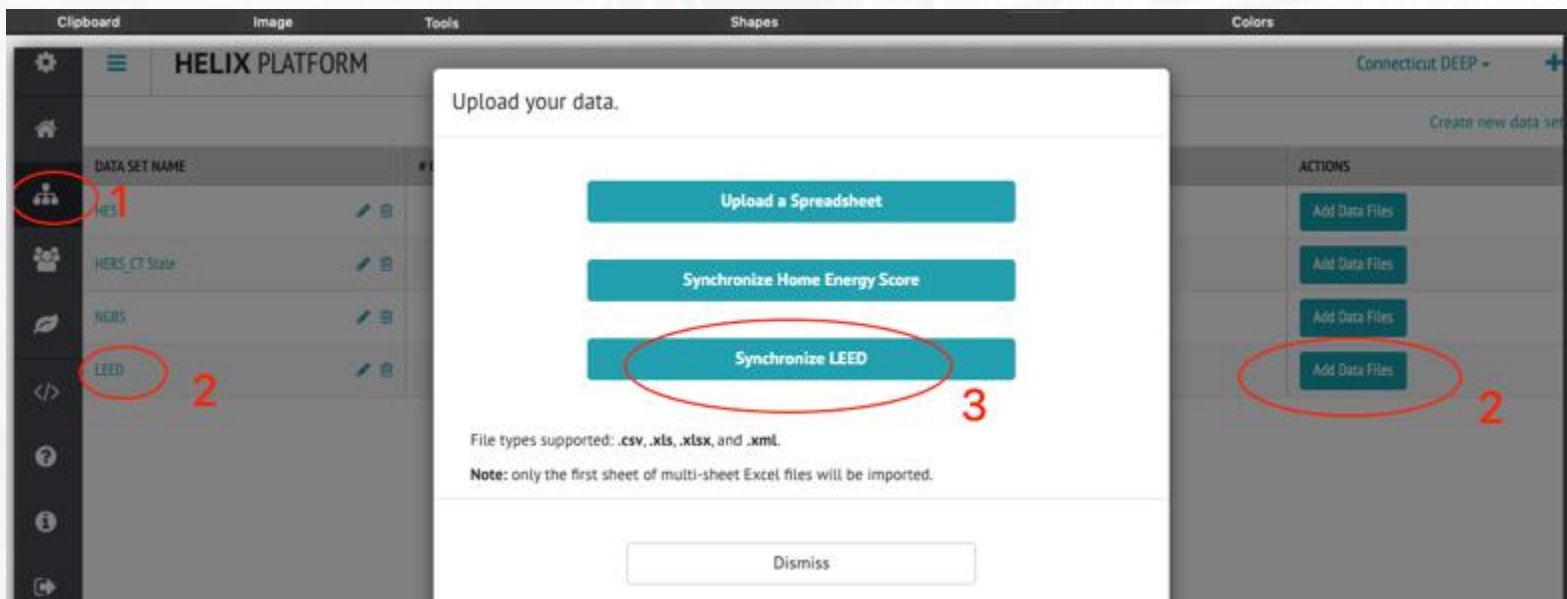 Clipboard Image Tools Shapes Colors
HELIX PLATFORM
Connecticut DEEP
Upload your data.
Create new data set
DATA SET NAME
ACTIONS
1
HES
Upload a Spreadsheet
Add Data Files
HERS_CT State
Synchronize Home Energy Score
Add Data Files
NGBS
Add Data Files
LEED
2
Synchronize LEED
3
Add Data Files
2
</>
File types supported: .csv, .xls, .xlsx, and .xml.
Note: only the first sheet of multi-sheet Excel files will be imported.
Dismiss